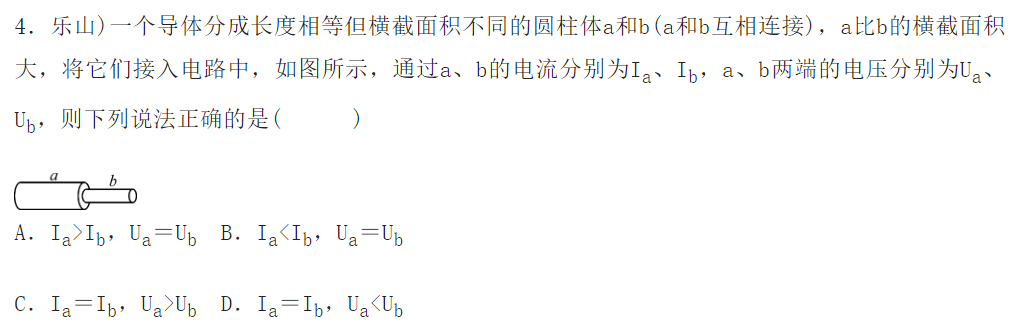 4. 乐山)一个导体分成长度相等但横截面积不同的圆柱体a和b(a和b互相连接), a比b的横截面积
大, 将它们接入电路中, 如图所示, 通过a、b的电流分别为Ia、Ib, a、b两端的电压分别为Ua、
Ub, 则下列说法正确的是(  )
a b
A. Ia>Ib, Ua=Ub B. Ia<Ib, Ua=Ub
C. Ia=Ib, Ua>Ub D. Ia=Ib, Ua<Ub